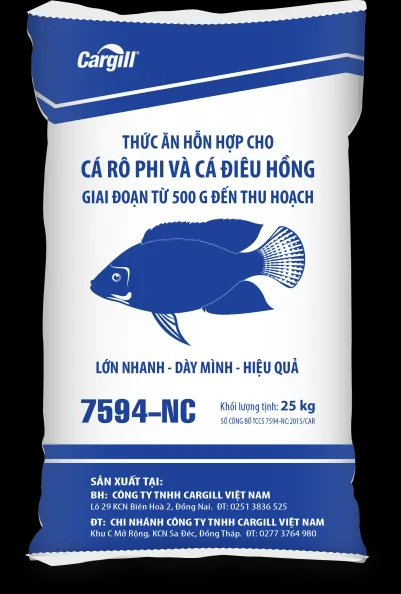 Cargill
THỨC ĂN HỖN HỢP CHO
CÁ RÔ PHI VÀ CÁ ĐIÊU HỒNG
GIAI ĐOẠN TỪ 500 G ĐẾN THU HOẠCH
LỚN NHANH - DÀY MÌNH - HIỆU QUẢ
7594-NC Khối lượng tịnh: 25 kg
SỐ CÔNG BỐ TCCS 7594-NC:2015/CAR
SẢN XUẤT TẠI:
BH: CÔNG TY TNHH CARGILL VIỆT NAM
Lô 29 KCN Biên Hoà 2, Đồng Nai. ĐT: 0251 3836 525
ĐT: CHI NHÁNH CÔNG TY TNHH CARGILL VIỆT NAM
Khu C Mở Rộng, KCN Sa Đéc, Đồng Tháp. ĐT: 0277 3764 980